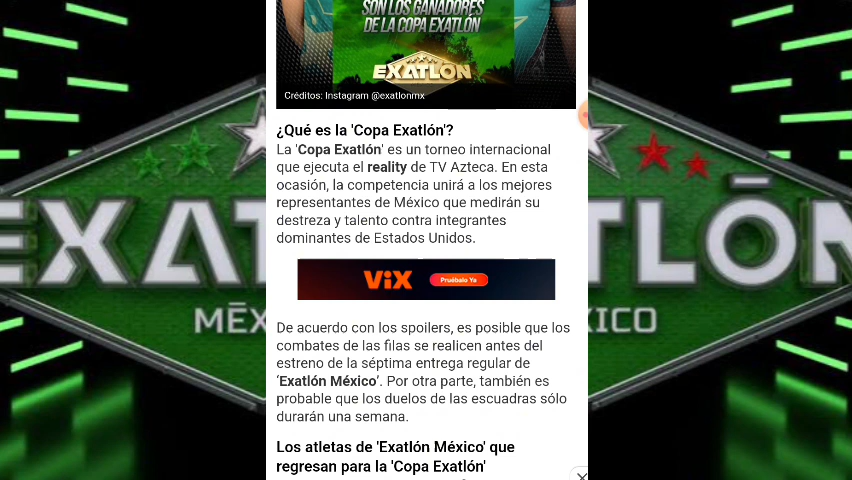 SON LOS GANADORES
DE LA COPA EXATLÓN
EXATLÓN
Créditos: Instagram @exatlonmx
¿Qué es la 'Copa Exatlón'?
La 'Copa Exatlón' es un torneo internacional
que ejecuta el reality de TV Azteca. En esta
ocasión, la competencia unirá a los mejores
representantes de México que medirán su
destreza y talento contra integrantes
dominantes de Estados Unidos.
ViX
Pruébalo Ya
De acuerdo con los spoilers, es posible que los
combates de las filas se realicen antes del
estreno de la séptima entrega regular de
‘Exatlón México’. Por otra parte, también es
probable que los duelos de las escuadras sólo
durarán una semana.
Los atletas de 'Exatlón México' que
regresan para la 'Copa Exatlón'
EXA
TLÓN
MÉX
XICO